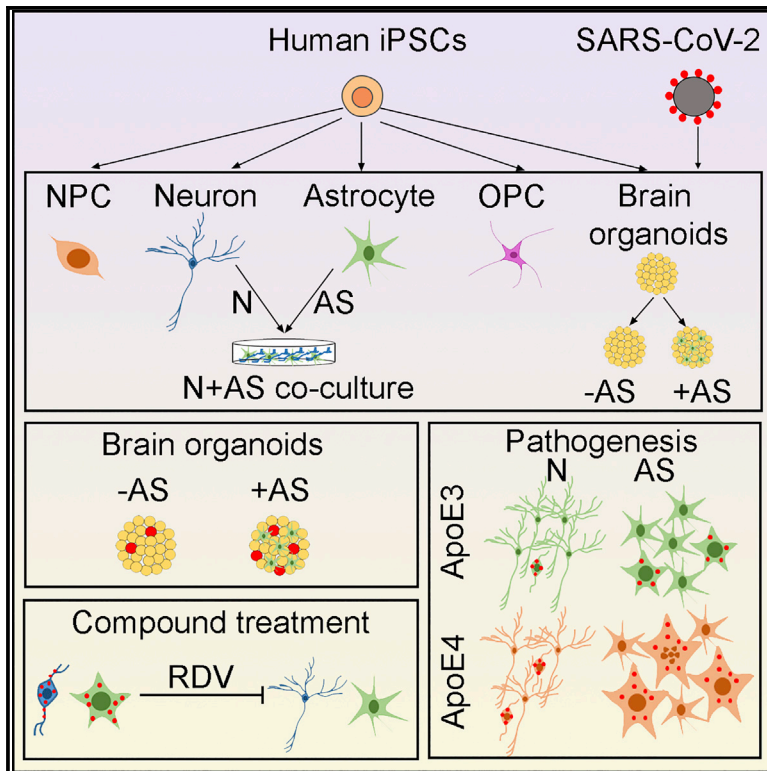 Human iPSCs
SARS-CoV-2
NPC
Neuron
Astrocyte
OPC
Brain
organoids
N
AS
N+AS co-culture
-AS
+AS
Brain organoids
-AS
+AS
Compound treatment
RDV
Pathogenesis
N
AS
ApoE3
ApoE4